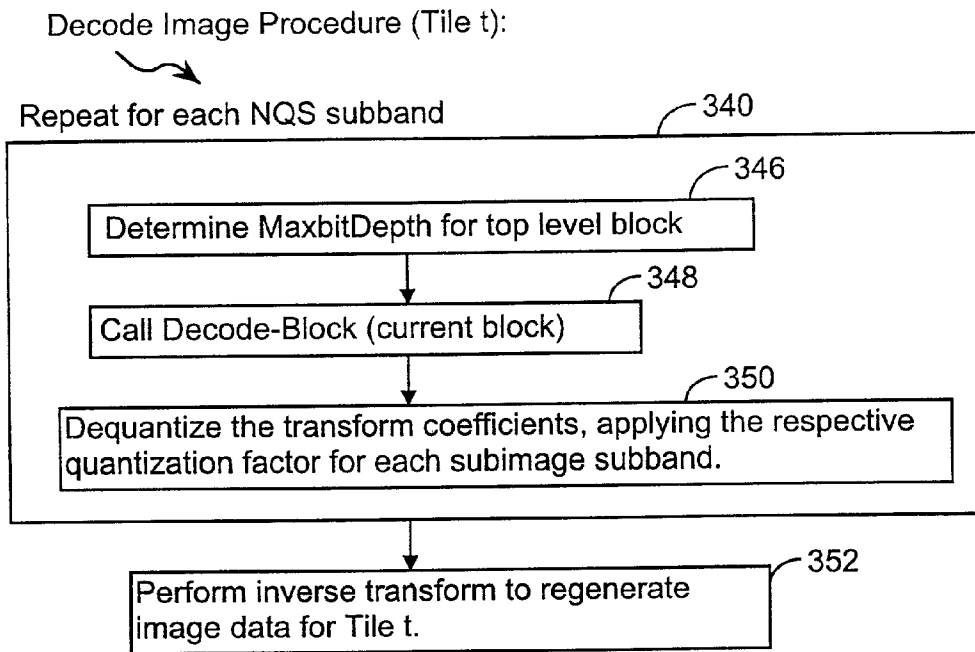 Decode Image Procedure (Tile t):
Repeat for each NQS subband
340
346
Determine MaxbitDepth for top level block
348
Call Decode-Block (current block)
350
Dequantize the transform coefficients, applying the respective
quantization factor for each subimage subband.
352
Perform inverse transform to regenerate
image data for Tile t.